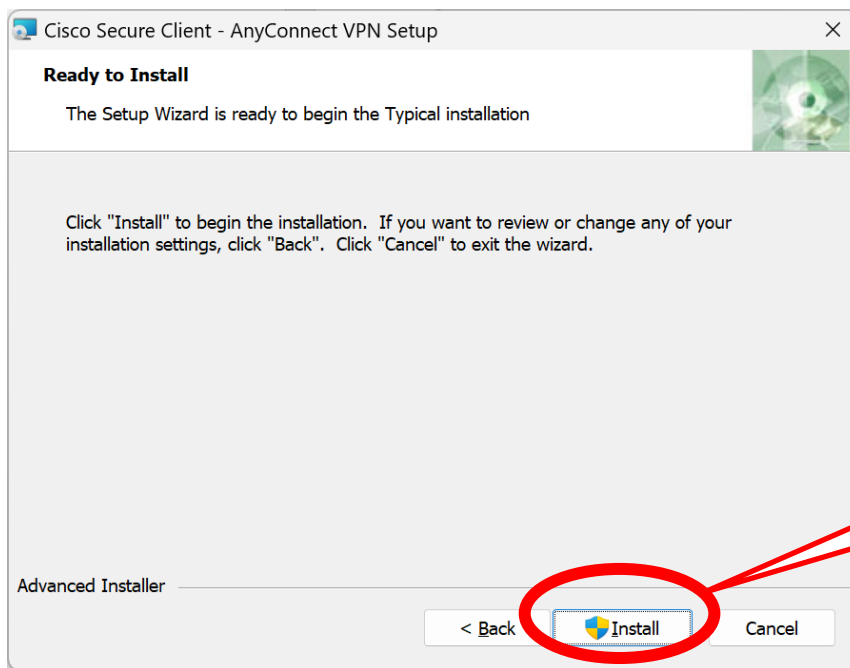 Cisco Secure Client - AnyConnect VPN Setup
Ready to Install
The Setup Wizard is ready to begin the Typical installation
Click "Install" to begin the installation.  If you want to review or change any of your
installation settings, click "Back".  Click "Cancel" to exit the wizard.
Advanced Installer
< Back Install Cancel